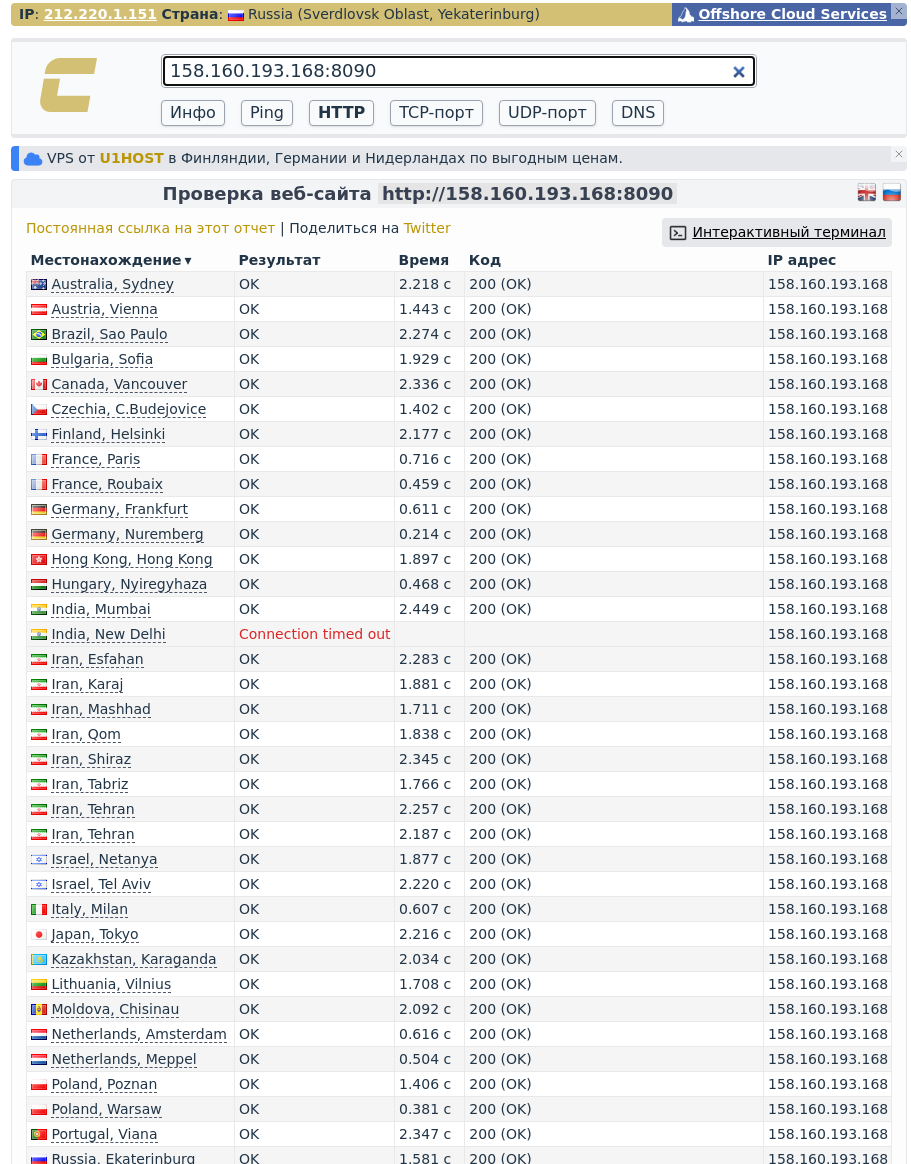 IP: 212.220.1.151 Страна: Russia (Sverdlovsk Oblast, Yekaterinburg)
Offshore Cloud Services
158.160.193.168:8090
Инфо Ping HTTP TCP-порт UDP-порт DNS
VPS от U1HOST в Финляндии, Германии и Нидерландах по выгодным ценам.
Проверка веб-сайта http://158.160.193.168:8090
Постоянная ссылка на этот отчет | Поделиться на Twitter
Интерактивный терминал
Местонахождение▼ Результат Время Код IP адрес
Australia, Sydney OK 2.218 с 200 (OK) 158.160.193.168
Austria, Vienna OK 1.443 с 200 (OK) 158.160.193.168
Brazil, Sao Paulo OK 2.274 с 200 (OK) 158.160.193.168
Bulgaria, Sofia OK 1.929 с 200 (OK) 158.160.193.168
Canada, Vancouver OK 2.336 с 200 (OK) 158.160.193.168
Czechia, C.Budejovice OK 1.402 с 200 (OK) 158.160.193.168
Finland, Helsinki OK 2.177 с 200 (OK) 158.160.193.168
France, Paris OK 0.716 с 200 (OK) 158.160.193.168
France, Roubaix OK 0.459 с 200 (OK) 158.160.193.168
Germany, Frankfurt OK 0.611 с 200 (OK) 158.160.193.168
Germany, Nuremberg OK 0.214 с 200 (OK) 158.160.193.168
Hong Kong, Hong Kong OK 1.897 с 200 (OK) 158.160.193.168
Hungary, Nyiregyhaza OK 0.468 с 200 (OK) 158.160.193.168
India, Mumbai OK 2.449 с 200 (OK) 158.160.193.168
India, New Delhi Connection timed out 158.160.193.168
Iran, Esfahan OK 2.283 с 200 (OK) 158.160.193.168
Iran, Karaj OK 1.881 с 200 (OK) 158.160.193.168
Iran, Mashhad OK 1.711 с 200 (OK) 158.160.193.168
Iran, Qom OK 1.838 с 200 (OK) 158.160.193.168
Iran, Shiraz OK 2.345 с 200 (OK) 158.160.193.168
Iran, Tabriz OK 1.766 с 200 (OK) 158.160.193.168
Iran, Tehran OK 2.257 с 200 (OK) 158.160.193.168
Iran, Tehran OK 2.187 с 200 (OK) 158.160.193.168
Israel, Netanya OK 1.877 с 200 (OK) 158.160.193.168
Israel, Tel Aviv OK 2.220 с 200 (OK) 158.160.193.168
Italy, Milan OK 0.607 с 200 (OK) 158.160.193.168
Japan, Tokyo OK 2.216 с 200 (OK) 158.160.193.168
Kazakhstan, Karaganda OK 2.034 с 200 (OK) 158.160.193.168
Lithuania, Vilnius OK 1.708 с 200 (OK) 158.160.193.168
Moldova, Chisinau OK 2.092 с 200 (OK) 158.160.193.168
Netherlands, Amsterdam OK 0.616 с 200 (OK) 158.160.193.168
Netherlands, Meppel OK 0.504 с 200 (OK) 158.160.193.168
Poland, Poznan OK 1.406 с 200 (OK) 158.160.193.168
Poland, Warsaw OK 0.381 с 200 (OK) 158.160.193.168
Portugal, Viana OK 2.347 с 200 (OK) 158.160.193.168
Russia, Ekaterinburg OK 1.581 с 200 (OK) 158.160.193.168